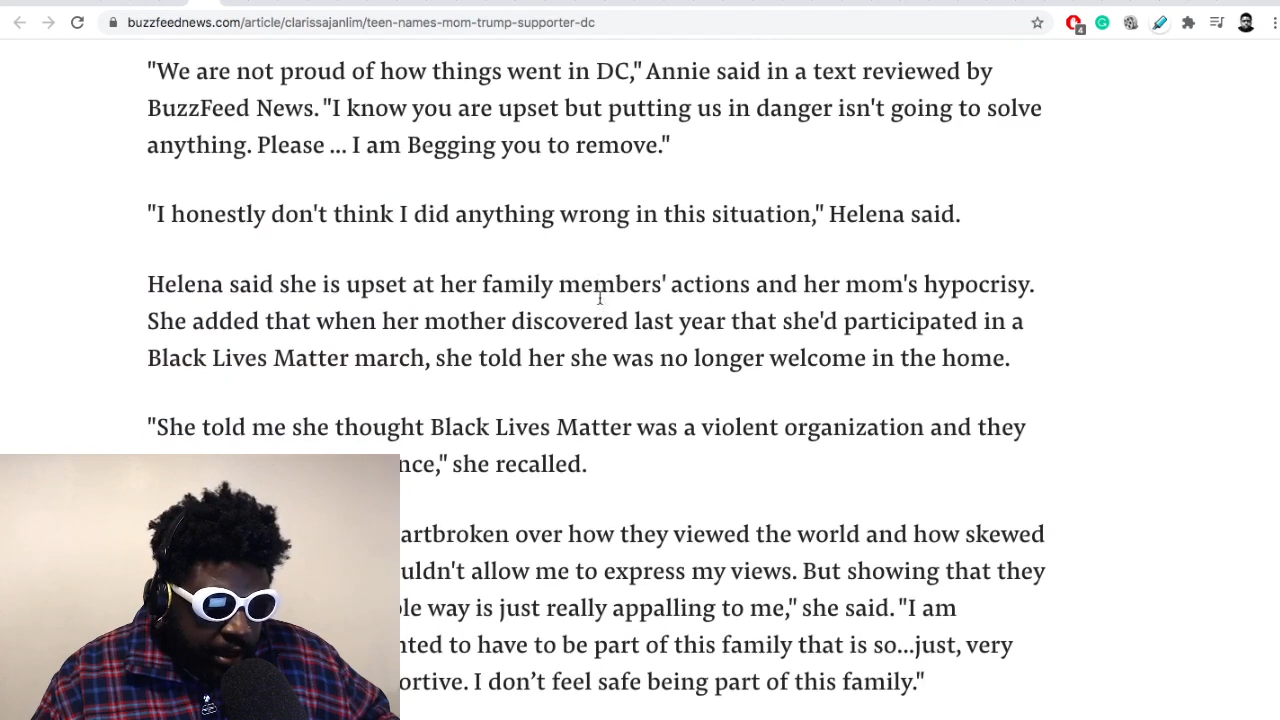 buzzfeednews.com/article/clarissajanlim/teen-names-mom-trump-supporter-dc
4
"We are not proud of how things went in DC," Annie said in a text reviewed by
BuzzFeed News. "I know you are upset but putting us in danger isn't going to solve
anything. Please ... I am Begging you to remove."
"I honestly don't think I did anything wrong in this situation," Helena said.
Helena said she is upset at her family members' actions and her mom's hypocrisy.
She added that when her mother discovered last year that she'd participated in a
Black Lives Matter march, she told her she was no longer welcome in the home.
"She told me she thought Black Lives Matter was a violent organization and they
nce," she recalled.
artbroken over how they viewed the world and how skewed
uldn't allow me to express my views. But showing that they
ole way is just really appalling to me," she said. "I am
nted to have to be part of this family that is so...just, very
ortive. I don't feel safe being part of this family."